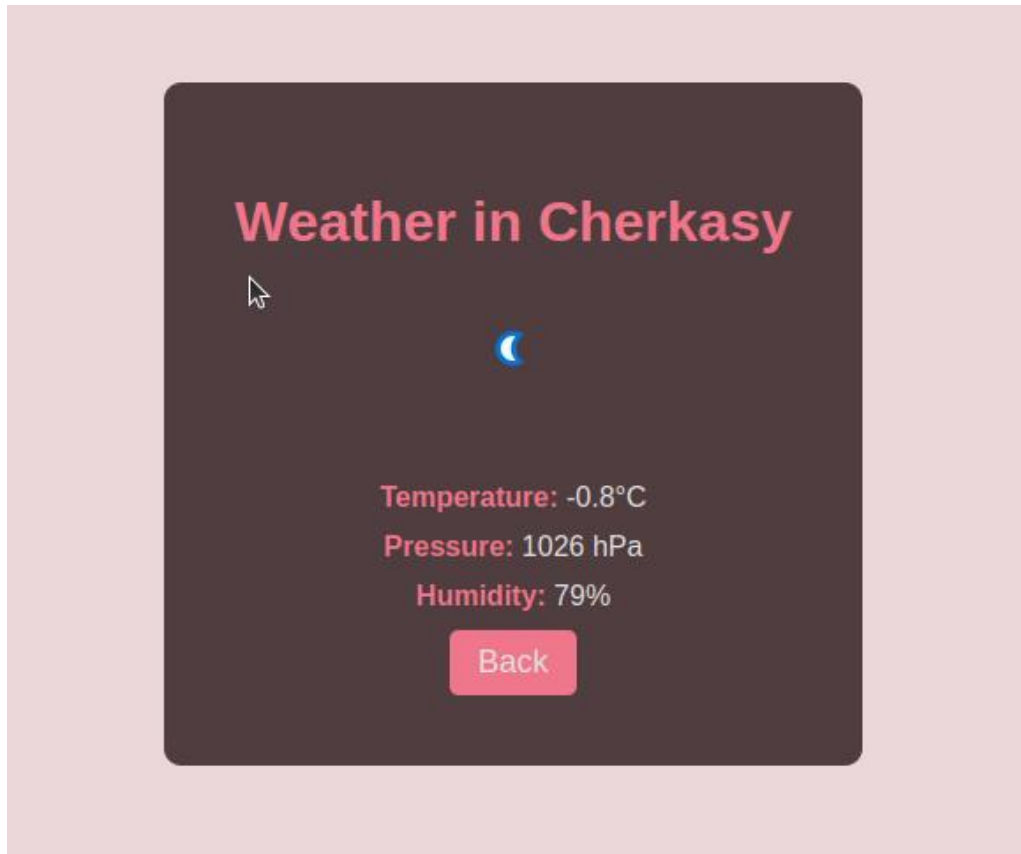 Weather in Cherkasy
Temperature: -0.8°C
Pressure: 1026 hPa
Humidity: 79%
Back